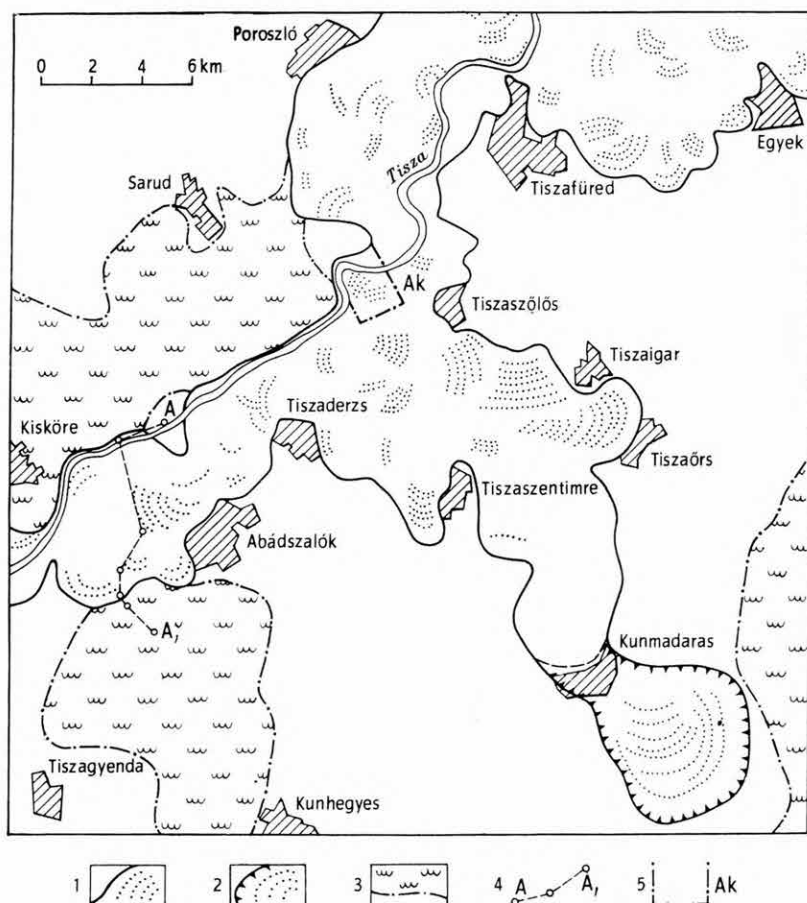 Poroszló
0 2 4 6 km
Egyek
Tisza
Tiszafüred
Sarud
Ak
Tiszaszőlős
Tiszaigar
A
Tiszaderzs
Kisköre
Tiszaörs
Tiszaszentimre
Abádszalók
A,
Kunmadaras
Tiszagyenda
Kunhegyes
1 2 3 4 A A, 5 Ak